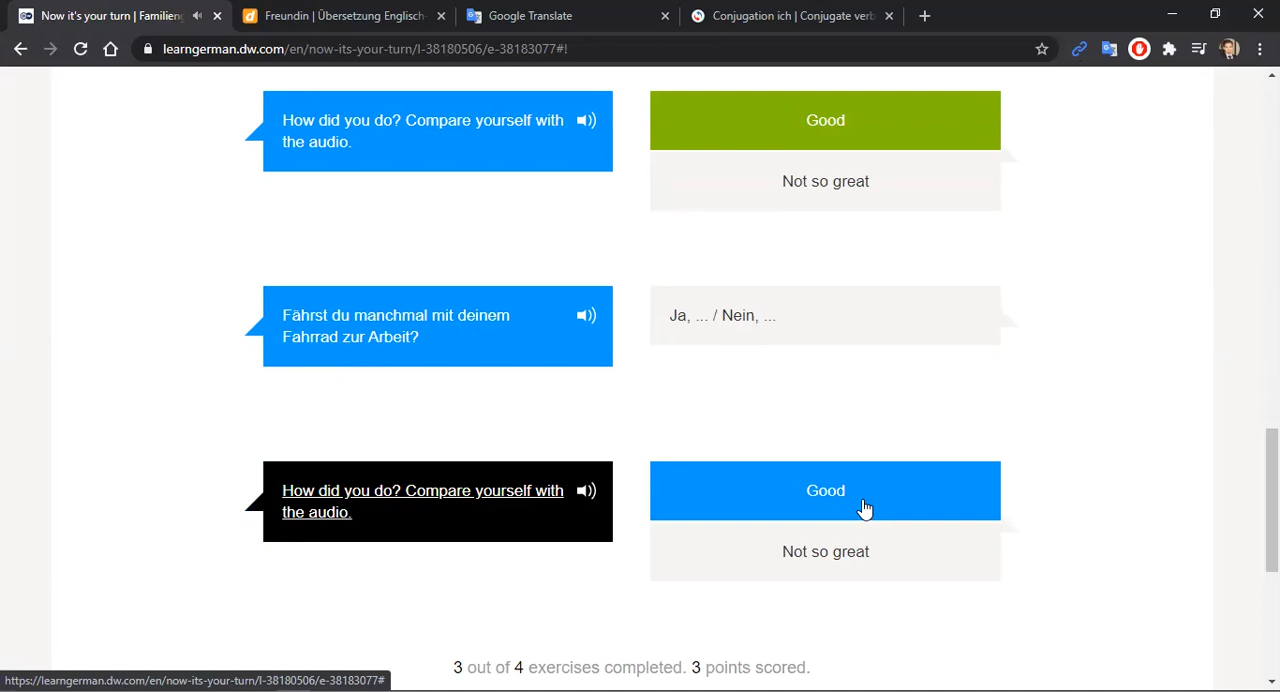 Now it's your turn | Familieng
Freundin | Übersetzung Englisch-
Google Translate
Conjugation ich | Conjugate verb
learngerman.dw.com/en/now-its-your-turn/l-38180506/e-38183077#!
How did you do? Compare yourself with
the audio.
Good
Not so great
Fährst du manchmal mit deinem
Fahrrad zur Arbeit?
Ja, ... / Nein, ...
How did you do? Compare yourself with
the audio.
Good
Not so great
3 out of 4 exercises completed. 3 points scored.
https://learngerman.dw.com/en/now-its-your-turn/l-38180506/e-38183077#